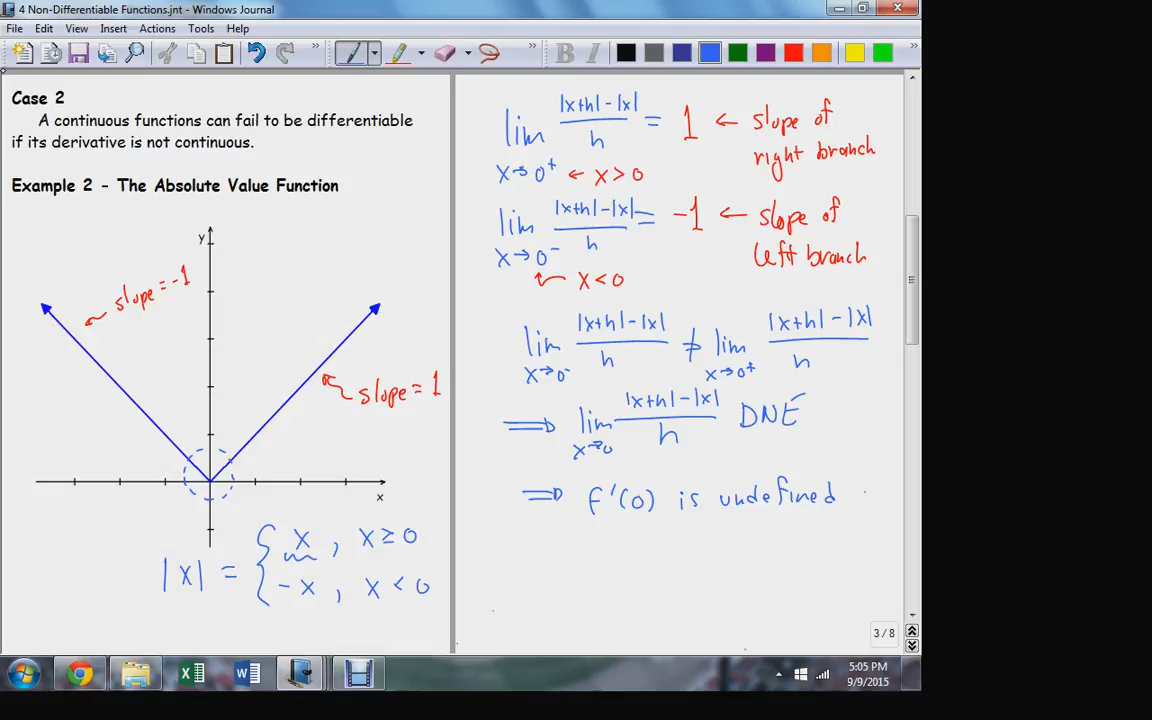 4 Non-Differentiable Functions.jnt - Windows Journal
File Edit View Insert Actions Tools Help
Case 2
A continuous functions can fail to be differentiable
if its derivative is not continuous.
Example 2 - The Absolute Value Function
y
slope = -1
slope = 1
x
|x| = { x , x ≥ 0
-x , x < 0
lim |x+h| - |x| / h = 1 ← slope of
right branch
x→0⁺ ← x > 0
lim |x+h| - |x| / h = -1 ← slope of
left branch
x→0⁻
x < 0
lim |x+h| - |x| / h ≠ lim |x+h| - |x| / h
x→0⁻ x→0⁺
⟹ lim |x+h| - |x| / h DNE
x→0
⟹ f'(0) is undefined
3 / 8
5:05 PM
9/9/2015